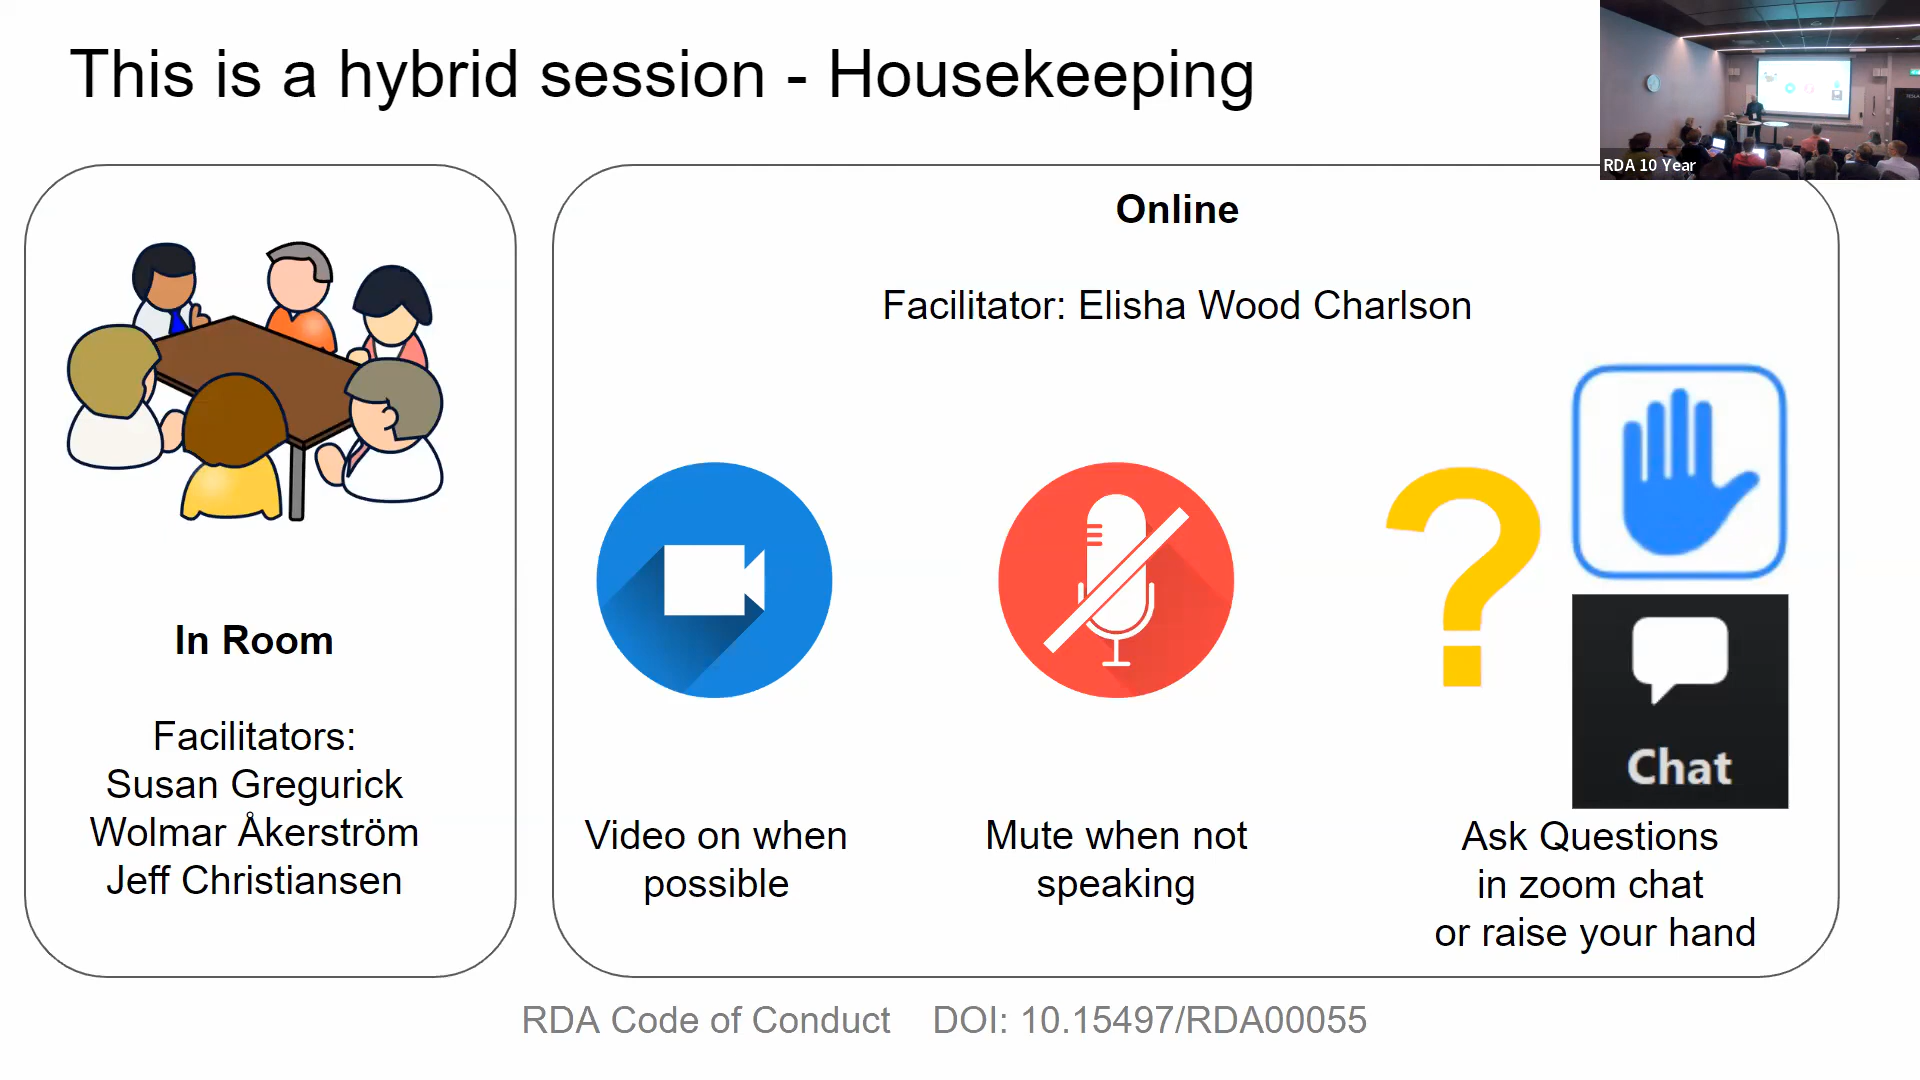 This is a hybrid session - Housekeeping
RDA 10 Year
In Room
Facilitators:
Susan Gregurick
Wolmar Åkerström
Jeff Christiansen
Online
Facilitator: Elisha Wood Charlson
Chat
Video on when
possible
Mute when not
speaking
Ask Questions
in zoom chat
or raise your hand
RDA Code of Conduct DOI: 10.15497/RDA00055